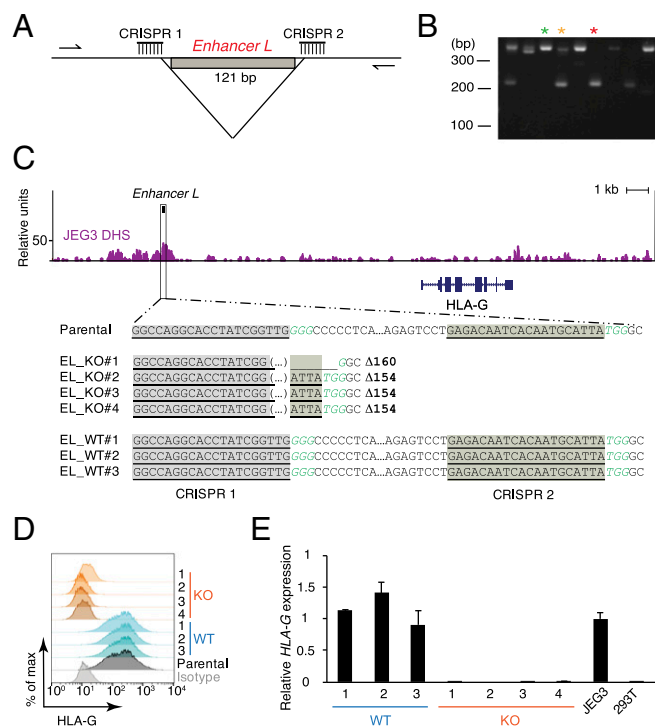 A
CRISPR 1
Enhancer L
CRISPR 2
121 bp
B
* * *
(bp)
300
200
100
C
Relative units
50
Enhancer L
1 kb
JEG3 DHS
HLA-G
Parental GGCCAGGCACCTATCGGTTGGGGCCCCCTCA...AGAGTCCTGAGACAATCACAATGCATTATGGGC
EL_KO#1 GGCCAGGCACCTATCGG(...) GGC Δ160
EL_KO#2 GGCCAGGCACCTATCGG(...) ATTATGGGC Δ154
EL_KO#3 GGCCAGGCACCTATCGG(...) ATTATGGGC Δ154
EL_KO#4 GGCCAGGCACCTATCGG(...) ATTATGGGC Δ154
EL_WT#1 GGCCAGGCACCTATCGGTTGGGGCCCCCTCA...AGAGTCCTGAGACAATCACAATGCATTATGGGC
EL_WT#2 GGCCAGGCACCTATCGGTTGGGGCCCCCTCA...AGAGTCCTGAGACAATCACAATGCATTATGGGC
EL_WT#3 GGCCAGGCACCTATCGGTTGGGGCCCCCTCA...AGAGTCCTGAGACAATCACAATGCATTATGGGC
CRISPR 1
CRISPR 2
D
% of max
1
2
3
4
KO
1
2
3
WT
Parental
Isotype
10⁰ 10¹ 10² 10³ 10⁴
HLA-G
E
Relative HLA-G expression
1.5
1
0.5
0
1 2 3 1 2 3 4 JEG3 293T
WT KO